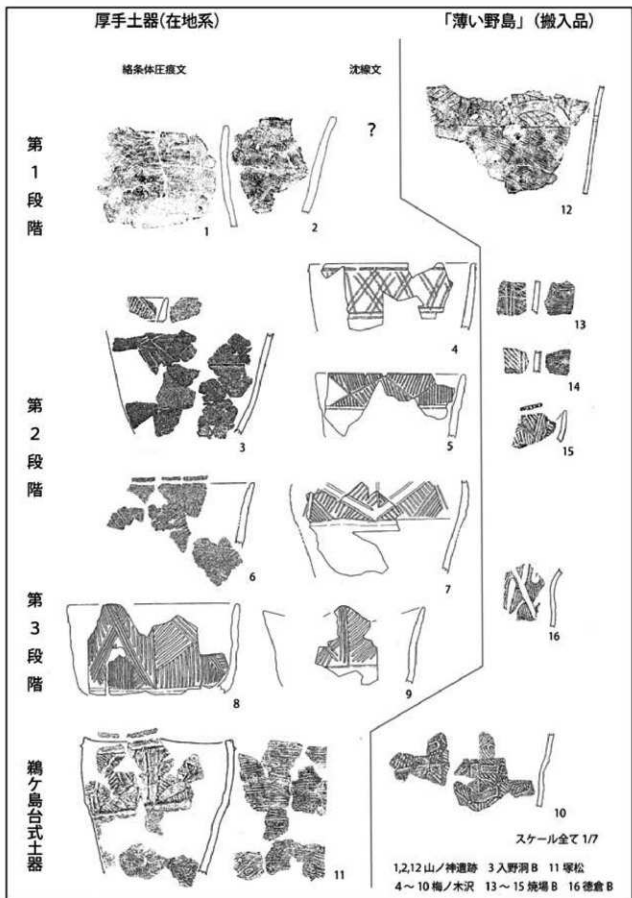 厚手土器(在地系)
「薄い野島」(搬入品)
絡条体圧痕文
沈線文
第1段階
?
1
2
12
第2段階
3
4
13
14
5
15
6
7
第3段階
16
8
9
鵜ケ島台式土器
11
10
スケール全て 1/7
1,2,12 山ノ神遺跡 3 入野洞 B 11 塚松
4〜10 梅ノ木沢 13〜15 焼場 B 16 徳倉 B